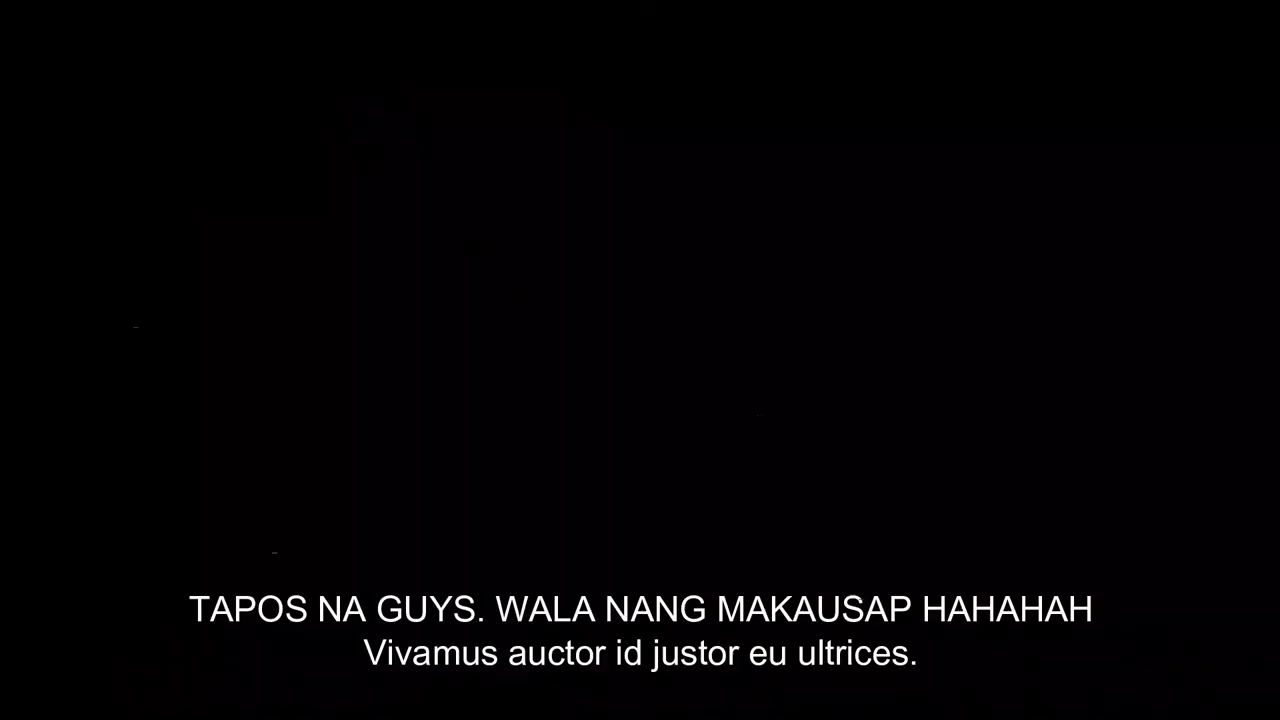 TAPOS NA GUYS. WALA NANG MAKAUSAP HAHAHAH
Vivamus auctor id justor eu ultrices.